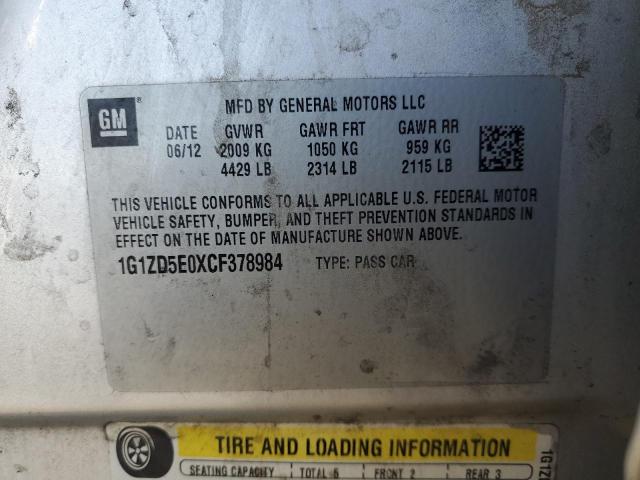 GM
®
MFD BY GENERAL MOTORS LLC
DATE GVWR GAWR FRT GAWR RR
06/12 2009 KG 1050 KG 959 KG
4429 LB 2314 LB 2115 LB
THIS VEHICLE CONFORMS TO ALL APPLICABLE U.S. FEDERAL MOTOR
VEHICLE SAFETY, BUMPER, AND THEFT PREVENTION STANDARDS IN
EFFECT ON THE DATE OF MANUFACTURE SHOWN ABOVE.
1G1ZD5E0XCF378984 TYPE: PASS CAR
TIRE AND LOADING INFORMATION
SEATING CAPACITY TOTAL 5 FRONT 2 REAR 3
1G1Z